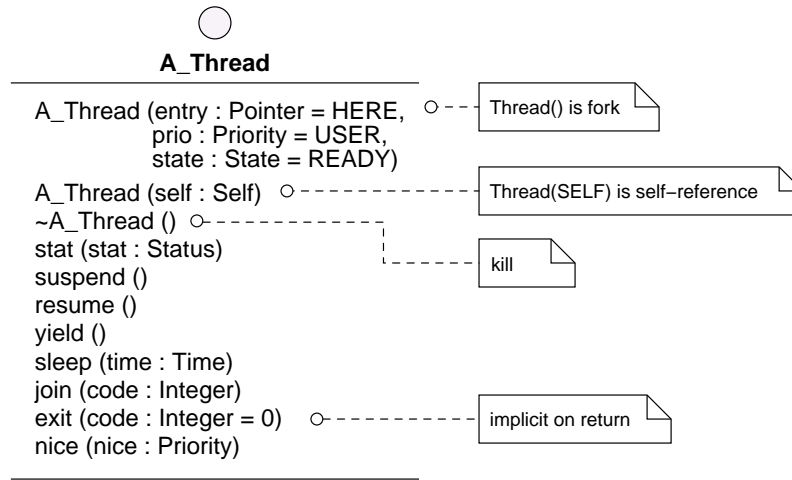 A_Thread
A_Thread (entry : Pointer = HERE,
prio : Priority = USER,
state : State = READY)
Thread() is fork
A_Thread (self : Self)
Thread(SELF) is self−reference
~A_Thread ()
stat (stat : Status)
kill
suspend ()
resume ()
yield ()
sleep (time : Time)
join (code : Integer)
exit (code : Integer = 0)
implicit on return
nice (nice : Priority)